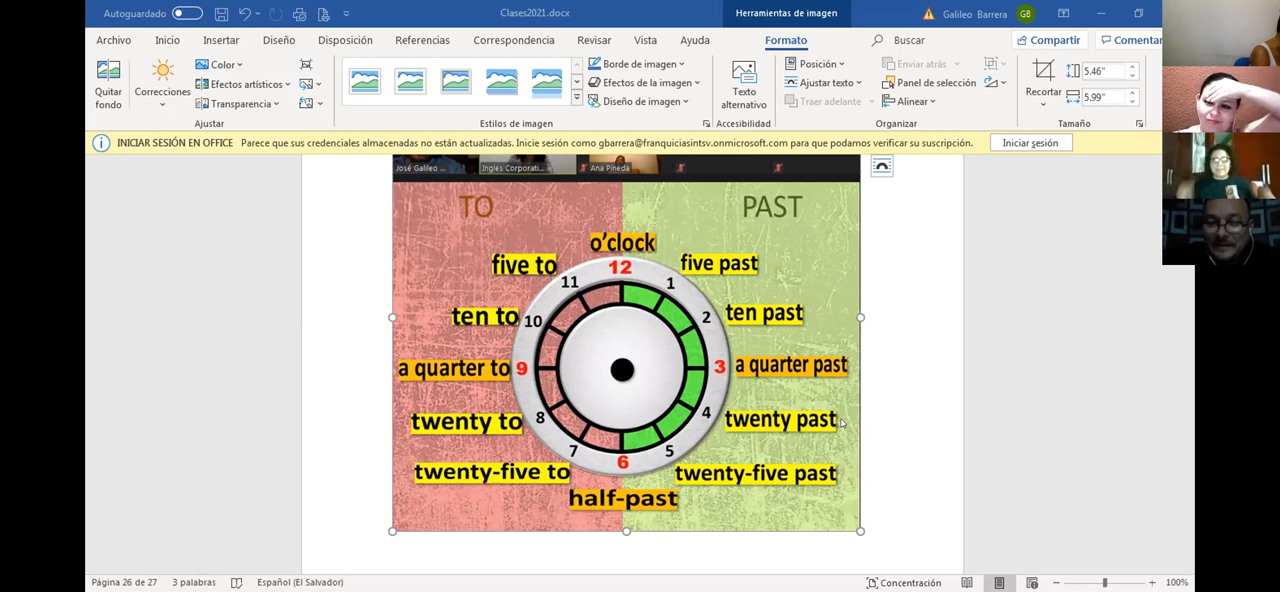 Autoguardado
Clases2021.docx
Herramientas de imagen
Galileo Barrera
GB
Archivo Inicio Insertar Diseño Disposición Referencias Correspondencia Revisar Vista Ayuda Formato Buscar
Compartir Comentar
Quitar fondo
Correcciones
Color
Efectos artísticos
Transparencia
Ajustar
Estilos de imagen
Borde de imagen
Efectos de la imagen
Diseño de imagen
Texto alternativo
Accesibilidad
Posición
Ajustar texto
Traer adelante
Enviar atrás
Panel de selección
Alinear
Organizar
Recortar
5.46"
5.99"
Tamaño
INICIAR SESIÓN EN OFFICE Parece que sus credenciales almacenadas no están actualizadas. Inicie sesión como gbarrera@franquiciasintsv.onmicrosoft.com para que podamos verificar su suscripción. Iniciar sesión
José Galileo ... Ingles Corporati... Ana Pineda
TO PAST
o'clock
five to 12 five past
11 1
ten to 10 2 ten past
a quarter to 9 3 a quarter past
twenty to 8 4 twenty past
7 5
twenty-five to 6 twenty-five past
half-past
Página 26 de 27 3 palabras Español (El Salvador) Concentración 100%